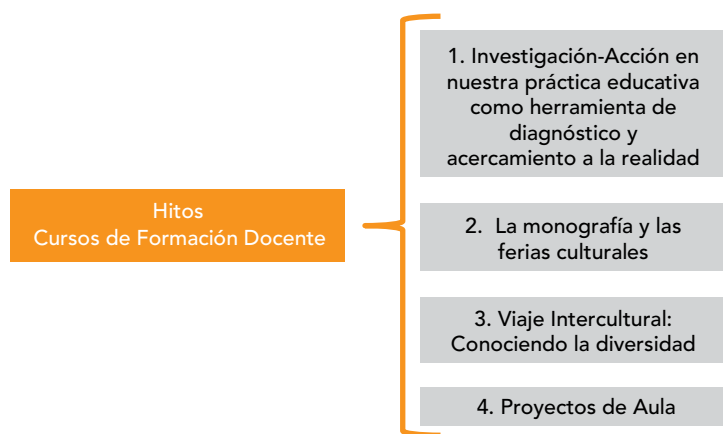 Hitos
Cursos de Formación Docente
1. Investigación-Acción en
nuestra práctica educativa
como herramienta de
diagnóstico y
acercamiento a la realidad
2. La monografía y las
ferias culturales
3. Viaje Intercultural:
Conociendo la diversidad
4. Proyectos de Aula